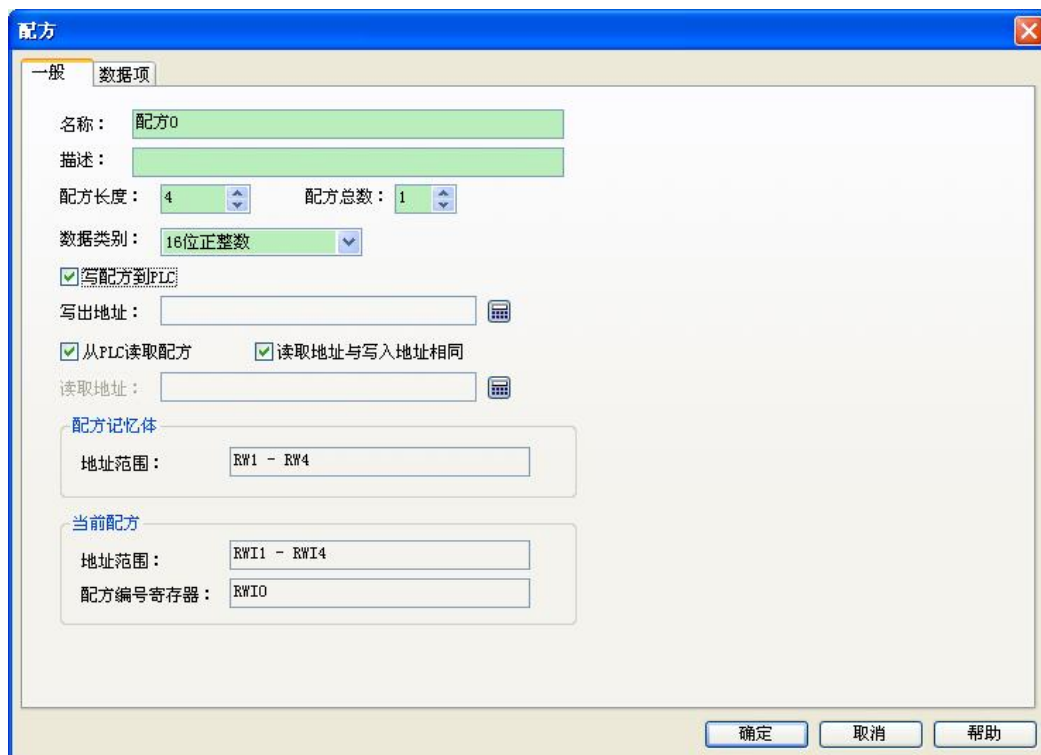 配方
一般 数据项
名称： 配方0
描述：
配方长度： 4 配方总数： 1
数据类别： 16位正整数
写配方到PLC
写出地址：
从PLC读取配方 读取地址与写入地址相同
读取地址：
配方记忆体
地址范围： RW1 - RW4
当前配方
地址范围： RWI1 - RWI4
配方编号寄存器： RWI0
确定 取消 帮助